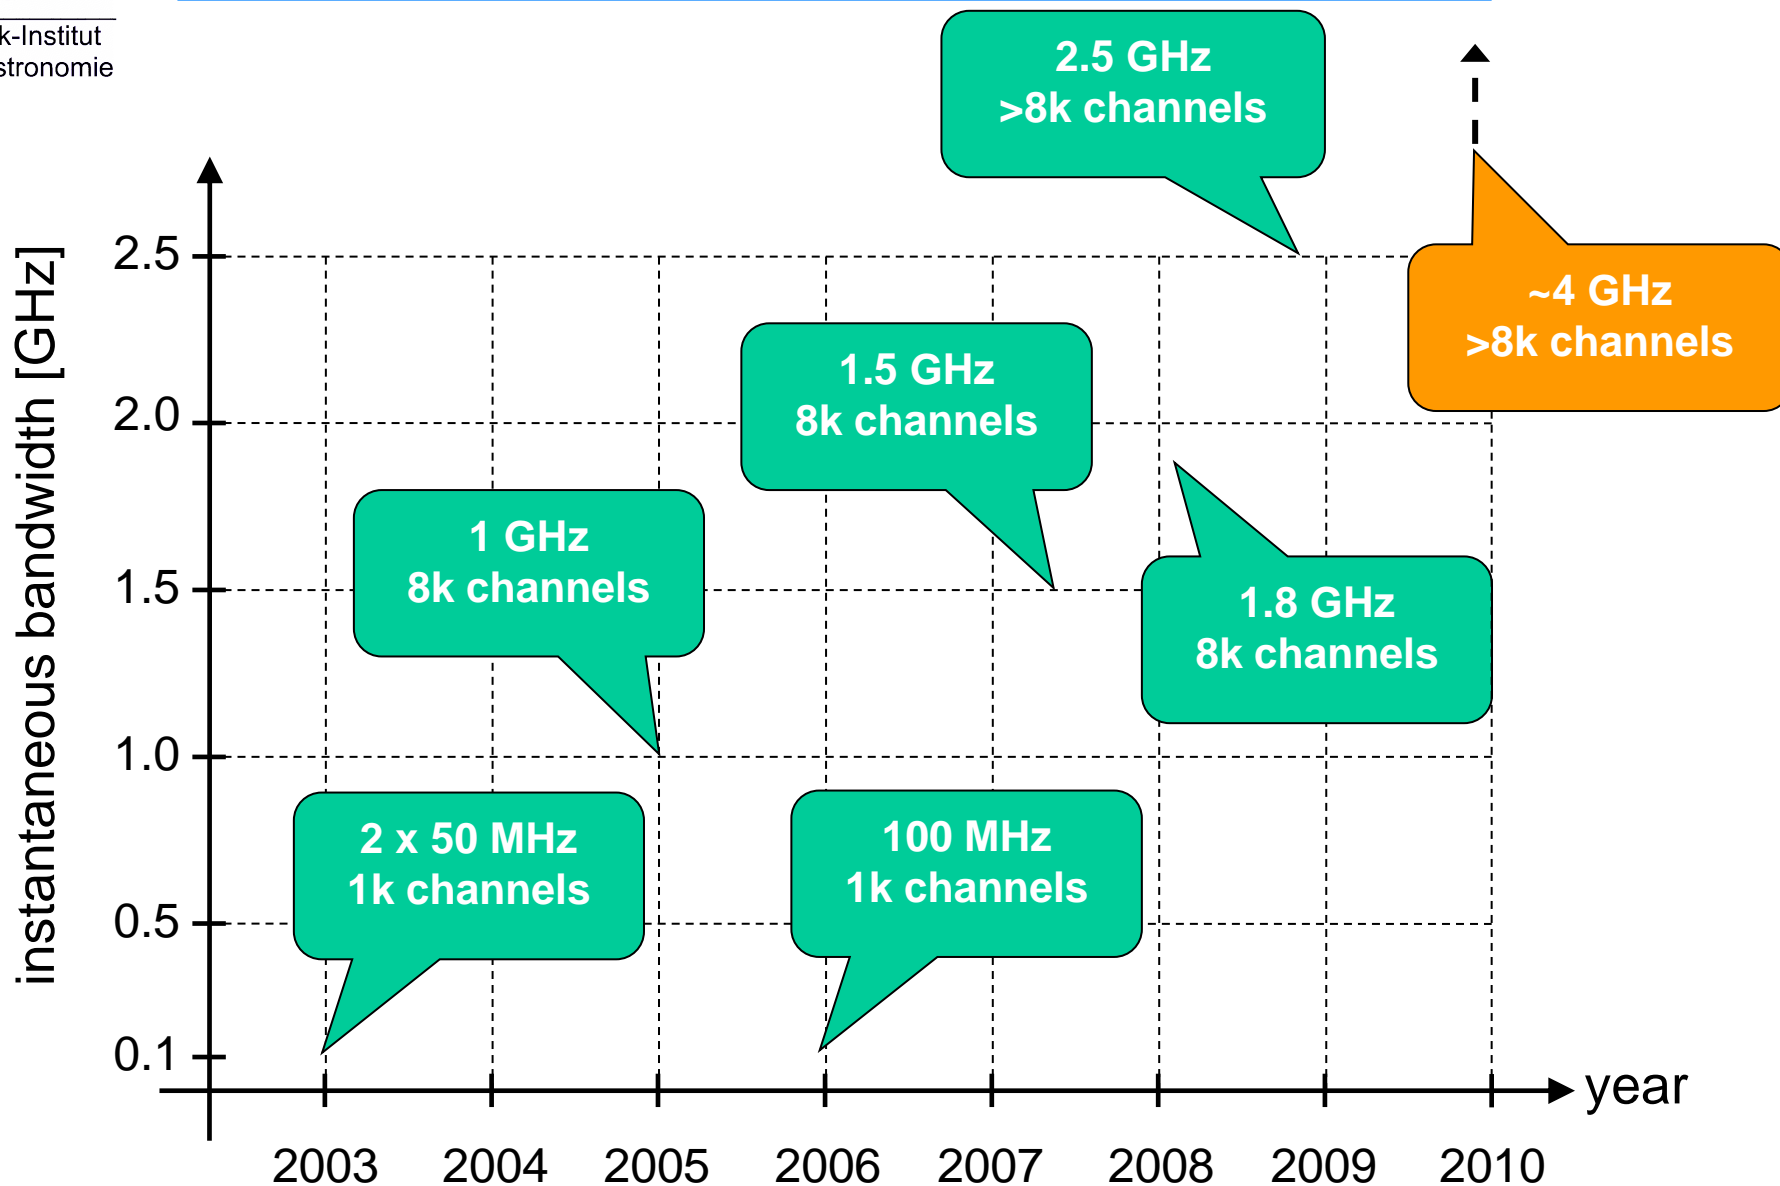 k-Institut
stronomie
2.5 GHz
>8k channels
~4 GHz
>8k channels
1.5 GHz
8k channels
1 GHz
8k channels
1.8 GHz
8k channels
2 x 50 MHz
1k channels
100 MHz
1k channels
instantaneous bandwidth [GHz]
2.5
2.0
1.5
1.0
0.5
0.1
year
2003 2004 2005 2006 2007 2008 2009 2010